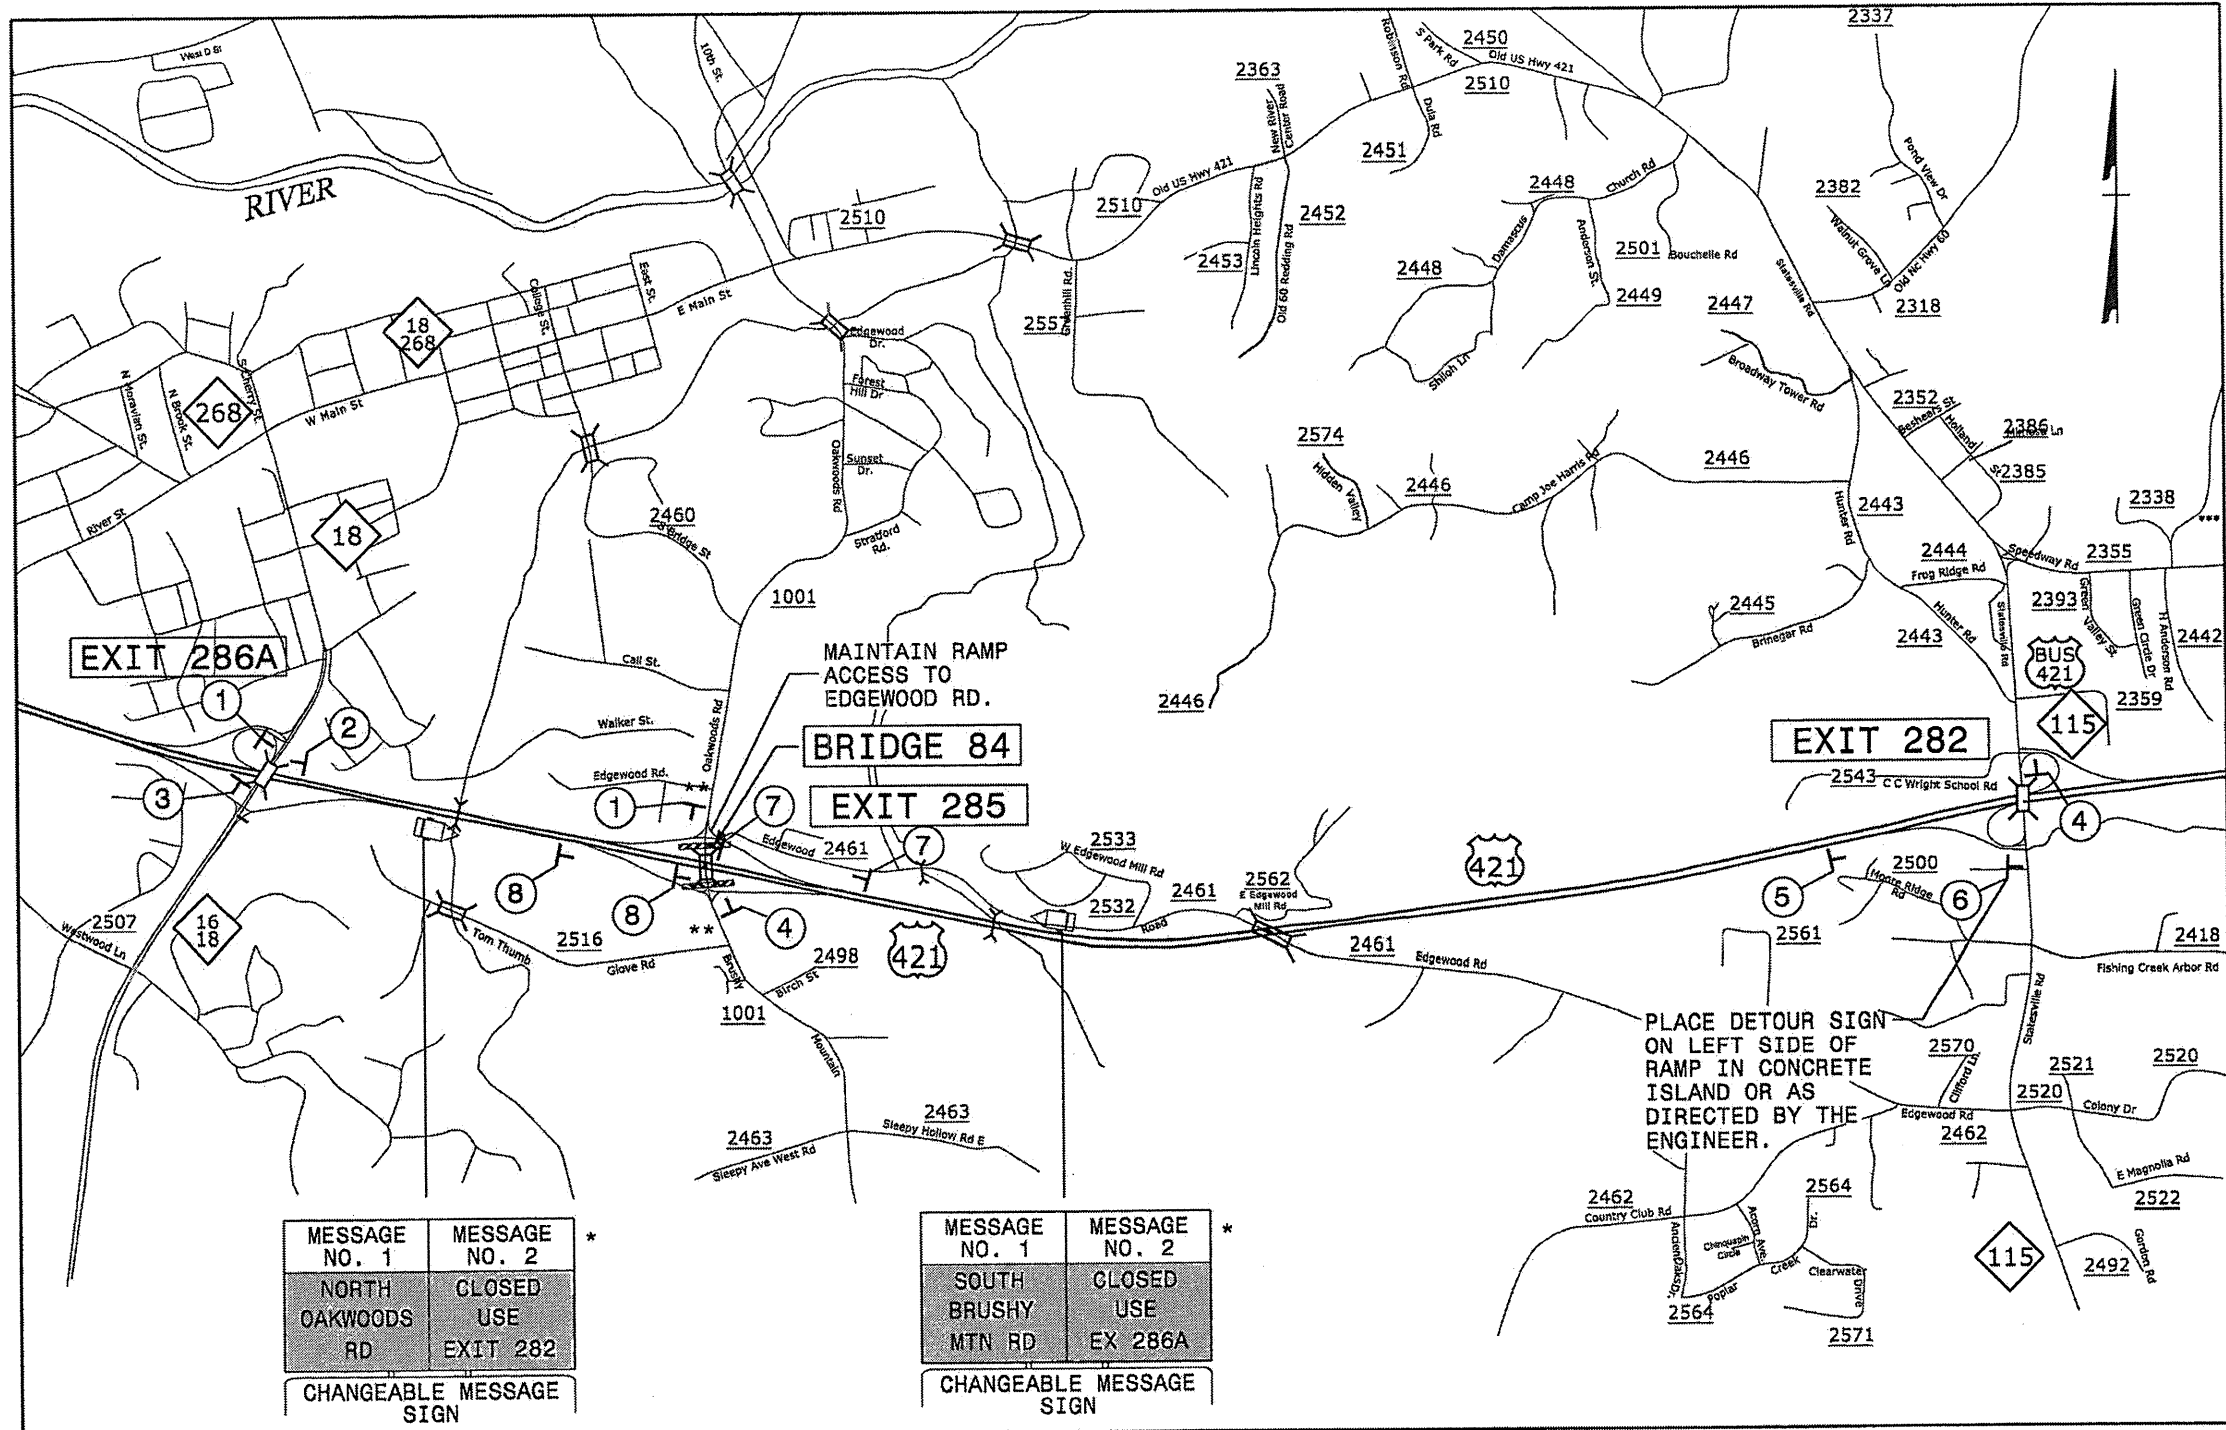 West D St
RIVER
10th St.
2510
2363
New River
Center Road
Robinson Rd
S Park Rd
2450
Old US Hwy 421
2510
Dula Rd
2451
2337
Pond View Dr
2382
Walnut Grove Ln
Old NC Hwy 60
2318
Old US Hwy 421
2510
Lincoln Heights Rd
2452
2453
Old 60 Redding Rd
2448
Church Rd
Damascus
Anderson St.
2501
Bouchelle Rd
2448
2449
Shiloh Ln
Statesville Rd
2447
Broadway Tower Rd
2557
Greenhill Rd.
18
268
College St.
East St.
E Main St
268
N Moravian St.
N Brook St.
S Cherry St.
W Main St
River St
18
Edgewood
Dr.
Forest
Hill Dr
Oakwoods Rd
Sunset
Dr.
Stratford
Rd.
2460
S Bridge St
1001
2574
Hidden Valley
2446
Camp Joe Harris Rd
2446
2443
Hunter Rd
2352
Beshears St
Holland St
2386
2385
2338
***
2444
Frog Ridge Rd
Speedway Rd
2355
2445
Brinegar Rd
2443
Hunter Rd
Statesville Rd
2393
Green
Valley St.
Green Circle Dr
H Anderson Rd
2442
BUS
421
2359
115
2446
EXIT 286A
1
2
3
Call St.
Walker St.
Oakwoods Rd
MAINTAIN RAMP
ACCESS TO
EDGEWOOD RD.
BRIDGE 84
EXIT 285
Edgewood Rd.
**
1
7
7
Edgewood
2461
2533
W Edgewood Mill Rd
2532
2461
Road
2562
E Edgewood
Mill Rd
421
EXIT 282
2543
C C Wright School Rd
4
5
2500
Monte Ridge
Rd
6
8
8
4
**
2507
Westwood Ln
16
18
Tom Thumb
2516
Glove Rd
Brushy
2498
Birch St
421
1001
Mountain
2461
Edgewood Rd
2561
2418
Fishing Creek Arbor Rd
PLACE DETOUR SIGN
ON LEFT SIDE OF
RAMP IN CONCRETE
ISLAND OR AS
DIRECTED BY THE
ENGINEER.
Statesville Rd
2570
Clifford Ln.
2521
2520
2520
Colony Dr
Edgewood Rd
2462
E Magnolia Rd
2522
2463
Sleepy Ave West Rd
2463
Sleepy Hollow Rd E
2462
Country Club Rd
2564
Acorn Ave.
Dr.
Chinquapin
Circle
Ancient Oaks Dr.
Poplar
Creek
Clearwater
Drive
2564
2571
115
2492
Gordon Rd
MESSAGE
NO. 1
MESSAGE
NO. 2
*
NORTH
OAKWOODS
RD
CLOSED
USE
EXIT 282
CHANGEABLE MESSAGE
SIGN
MESSAGE
NO. 1
MESSAGE
NO. 2
*
SOUTH
BRUSHY
MTN RD
CLOSED
USE
EX 286A
CHANGEABLE MESSAGE
SIGN